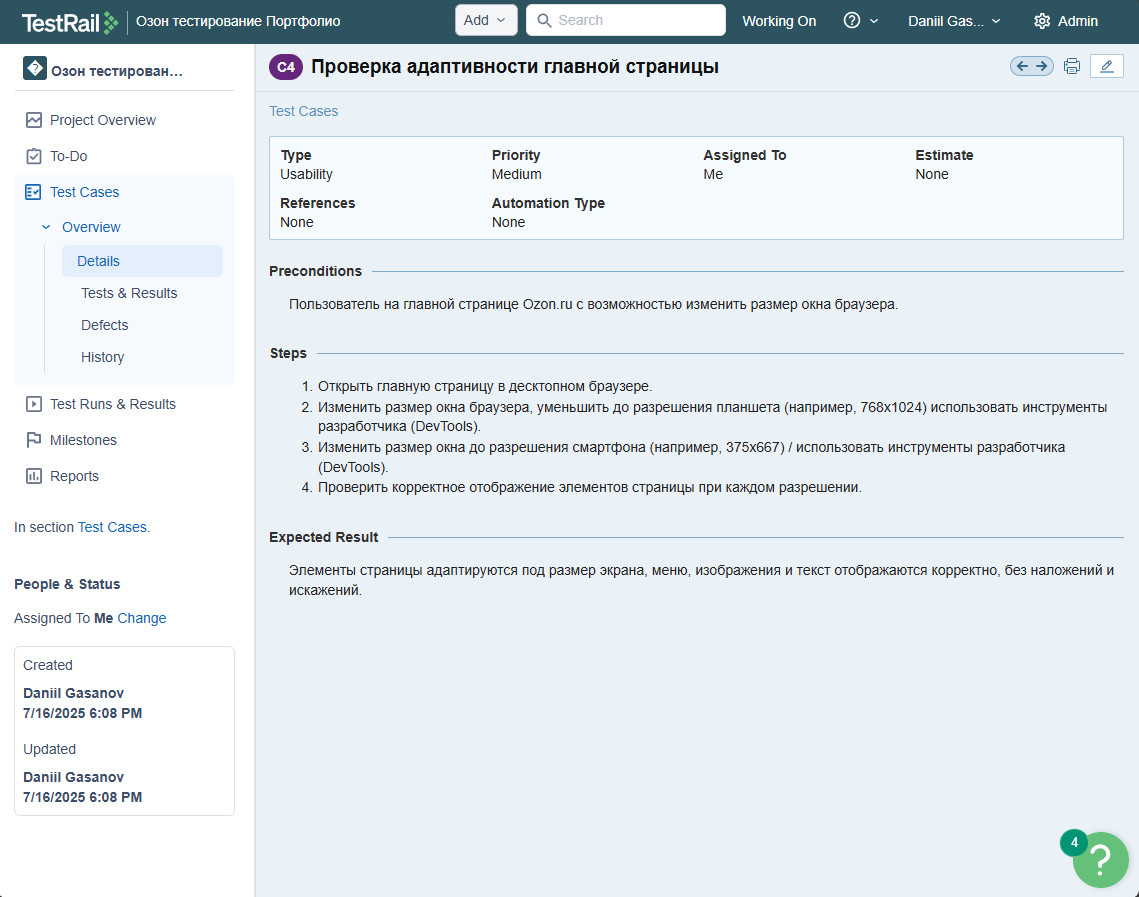 TestRail
Озон тестирование Портфолио
Add
Search
Working On
Daniil Gas...
Admin
Озон тестирован...
Project Overview
To-Do
Test Cases
Overview
Details
Tests & Results
Defects
History
Test Runs & Results
Milestones
Reports
In section Test Cases.
People & Status
Assigned To Me Change
Created
Daniil Gasanov
7/16/2025 6:08 PM
Updated
Daniil Gasanov
7/16/2025 6:08 PM
C4 Проверка адаптивности главной страницы
Test Cases
Type Priority Assigned To Estimate
Usability Medium Me None
References Automation Type
None None
Preconditions
Пользователь на главной странице Ozon.ru с возможностью изменить размер окна браузера.
Steps
1. Открыть главную страницу в десктопном браузере.
2. Изменить размер окна браузера, уменьшить до разрешения планшета (например, 768x1024) использовать инструменты
разработчика (DevTools).
3. Изменить размер окна до разрешения смартфона (например, 375x667) / использовать инструменты разработчика
(DevTools).
4. Проверить корректное отображение элементов страницы при каждом разрешении.
Expected Result
Элементы страницы адаптируются под размер экрана, меню, изображения и текст отображаются корректно, без наложений и
искажений.
4
?